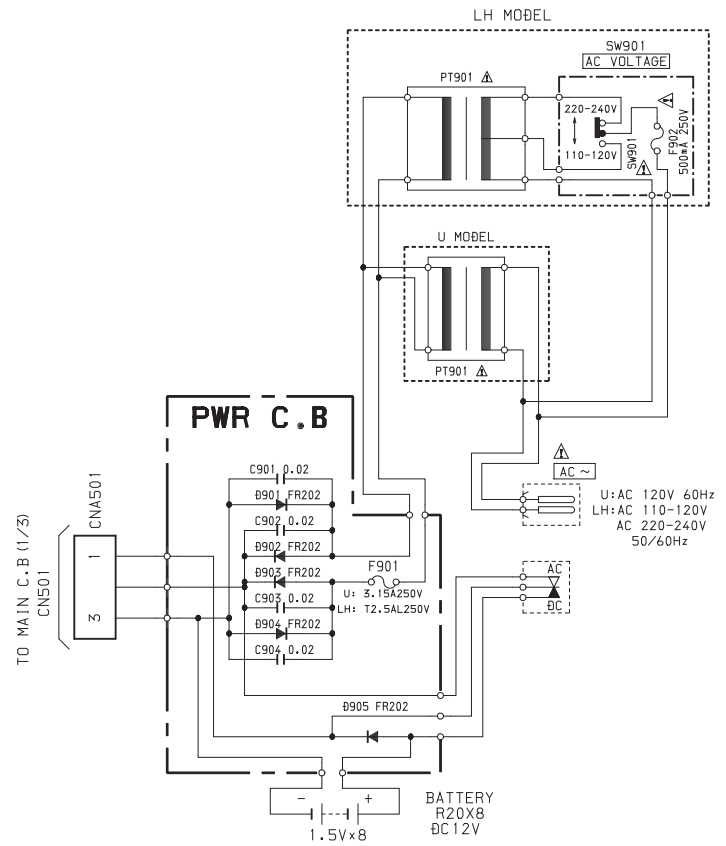 LH MODEL
SW901
AC VOLTAGE
PT901
220-240V
110-120V
SW901
F902
500mA 250V
U MODEL
PT901
PWR C.B
C901 0.02
D901 FR202
C902 0.02
D902 FR202
D903 FR202
C903 0.02
D904 FR202
C904 0.02
F901
U: 3.15A250V
LH: T2.5AL250V
AC ~
U:AC 120V 60Hz
LH:AC 110-120V
AC 220-240V
50/60Hz
AC
DC
TO MAIN C.B (1/3)
CN501
CNA501
1
3
D905 FR202
- +
1.5V×8
BATTERY
R20X8
DC12V